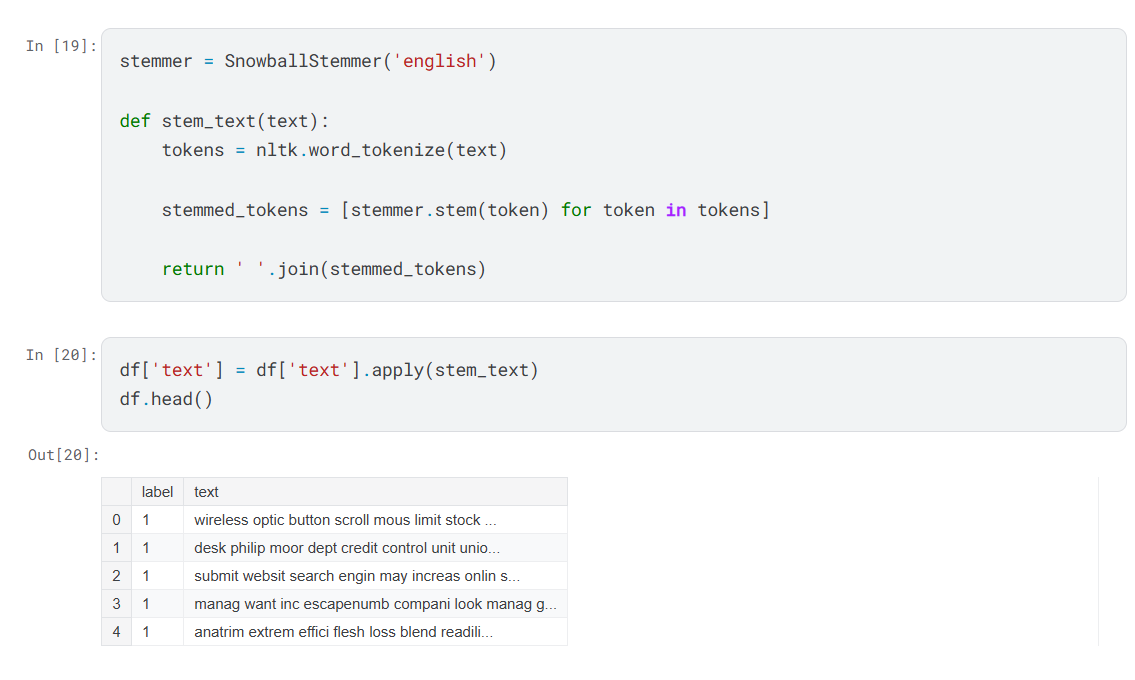 In [19]:
stemmer = SnowballStemmer('english')
def stem_text(text):
    tokens = nltk.word_tokenize(text)
    stemmed_tokens = [stemmer.stem(token) for token in tokens]
    return ' '.join(stemmed_tokens)
In [20]:
df['text'] = df['text'].apply(stem_text)
df.head()
Out[20]:
label text
0 1 wireless optic button scroll mous limit stock ...
1 1 desk philip moor dept credit control unit unio...
2 1 submit websit search engin may increas onlin s...
3 1 manag want inc escapenumb compani look manag g...
4 1 anatrim extrem effici flesh loss blend readili...